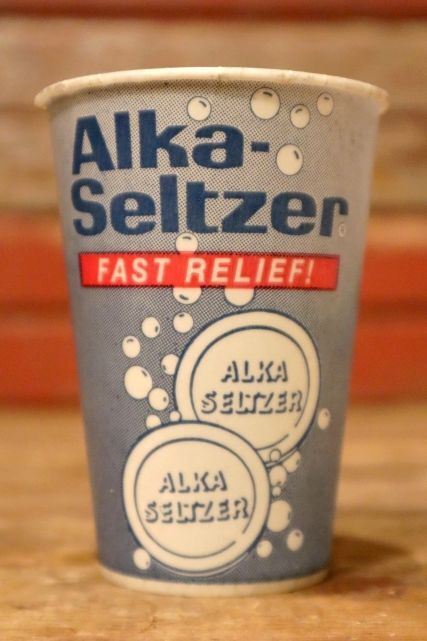 Alka-
Seltzer®
FAST RELIEF!
ALKA
SELTZER
ALKA
SELTZER